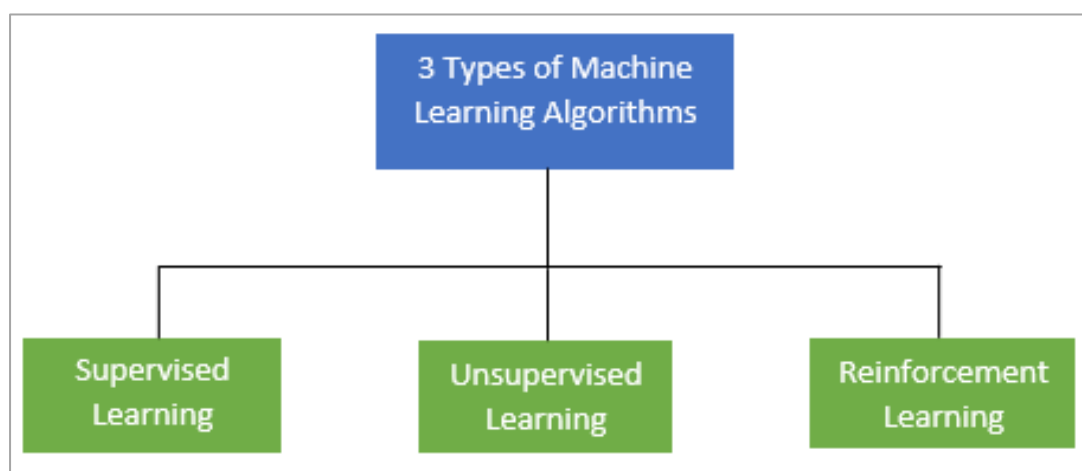 3 Types of Machine
Learning Algorithms
Supervised
Learning
Unsupervised
Learning
Reinforcement
Learning